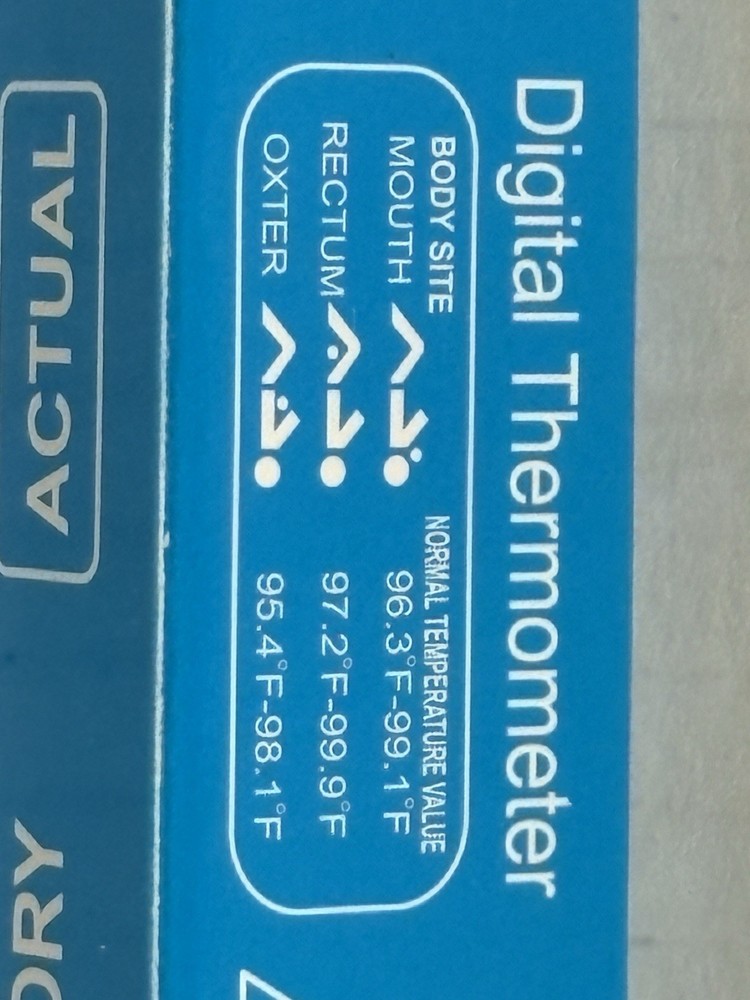 Digital Thermometer
BODY SITE NORMAL TEMPERATURE VALUE
MOUTH 96.3°F-99.1°F
RECTUM 97.2°F-99.9°F
OXTER 95.4°F-98.1°F
ACTUAL